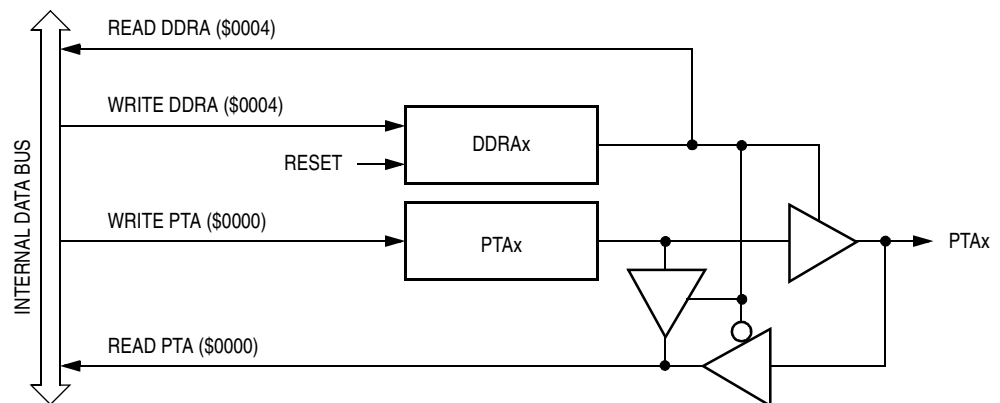 READ DDRA ($0004)
WRITE DDRA ($0004)
DDRAx
RESET
WRITE PTA ($0000)
PTAx
PTAx
READ PTA ($0000)
INTERNAL DATA BUS